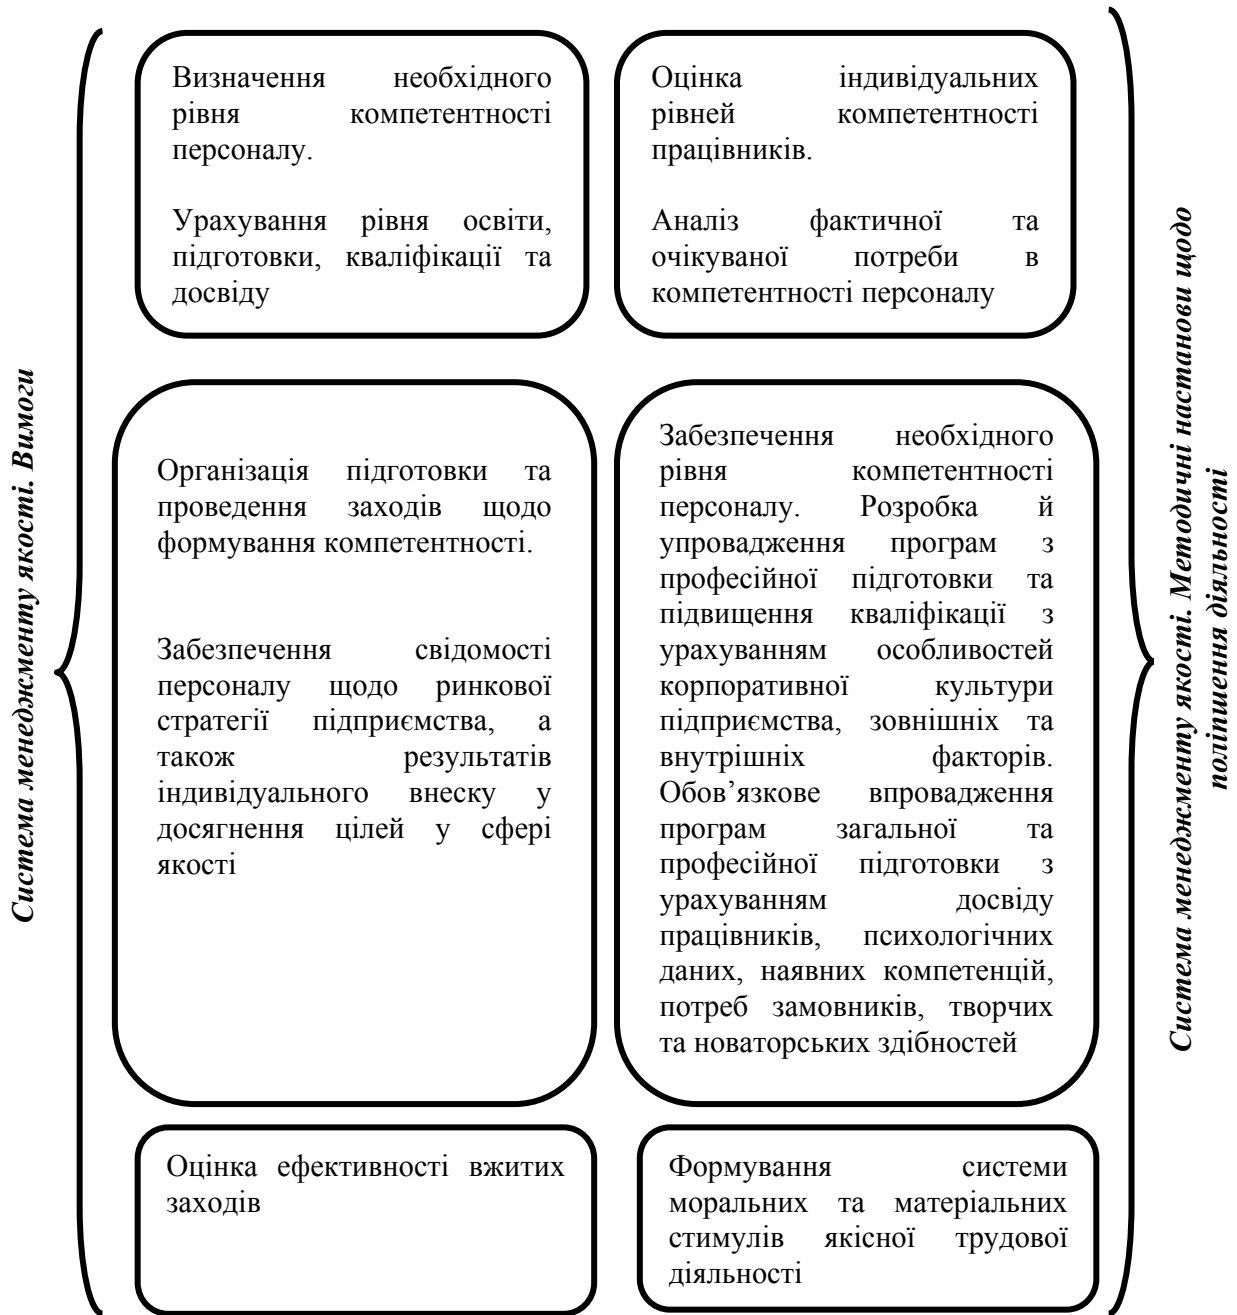 Система менеджменту якості. Вимоги
Визначення необхідного
рівня компетентності
персоналу.
Урахування рівня освіти,
підготовки, кваліфікації та
досвіду
Організація підготовки та
проведення заходів щодо
формування компетентності.
Забезпечення свідомості
персоналу щодо ринкової
стратегії підприємства, а
також результатів
індивідуального внеску у
досягнення цілей у сфері
якості
Оцінка ефективності вжитих
заходів
Оцінка індивідуальних
рівней компетентності
працівників.
Аналіз фактичної та
очікуваної потреби в
компетентності персоналу
Забезпечення необхідного
рівня компетентності
персоналу. Розробка й
упровадження програм з
професійної підготовки та
підвищення кваліфікації з
урахуванням особливостей
корпоративної культури
підприємства, зовнішніх та
внутрішніх факторів.
Обов’язкове впровадження
програм загальної та
професійної підготовки з
урахуванням досвіду
працівників, психологічних
даних, наявних компетенцій,
потреб замовників, творчих
та новаторських здібностей
Формування системи
моральних та матеріальних
стимулів якісної трудової
діяльності
Система менеджменту якості. Методичні настанови щодо
поліпшення діяльності